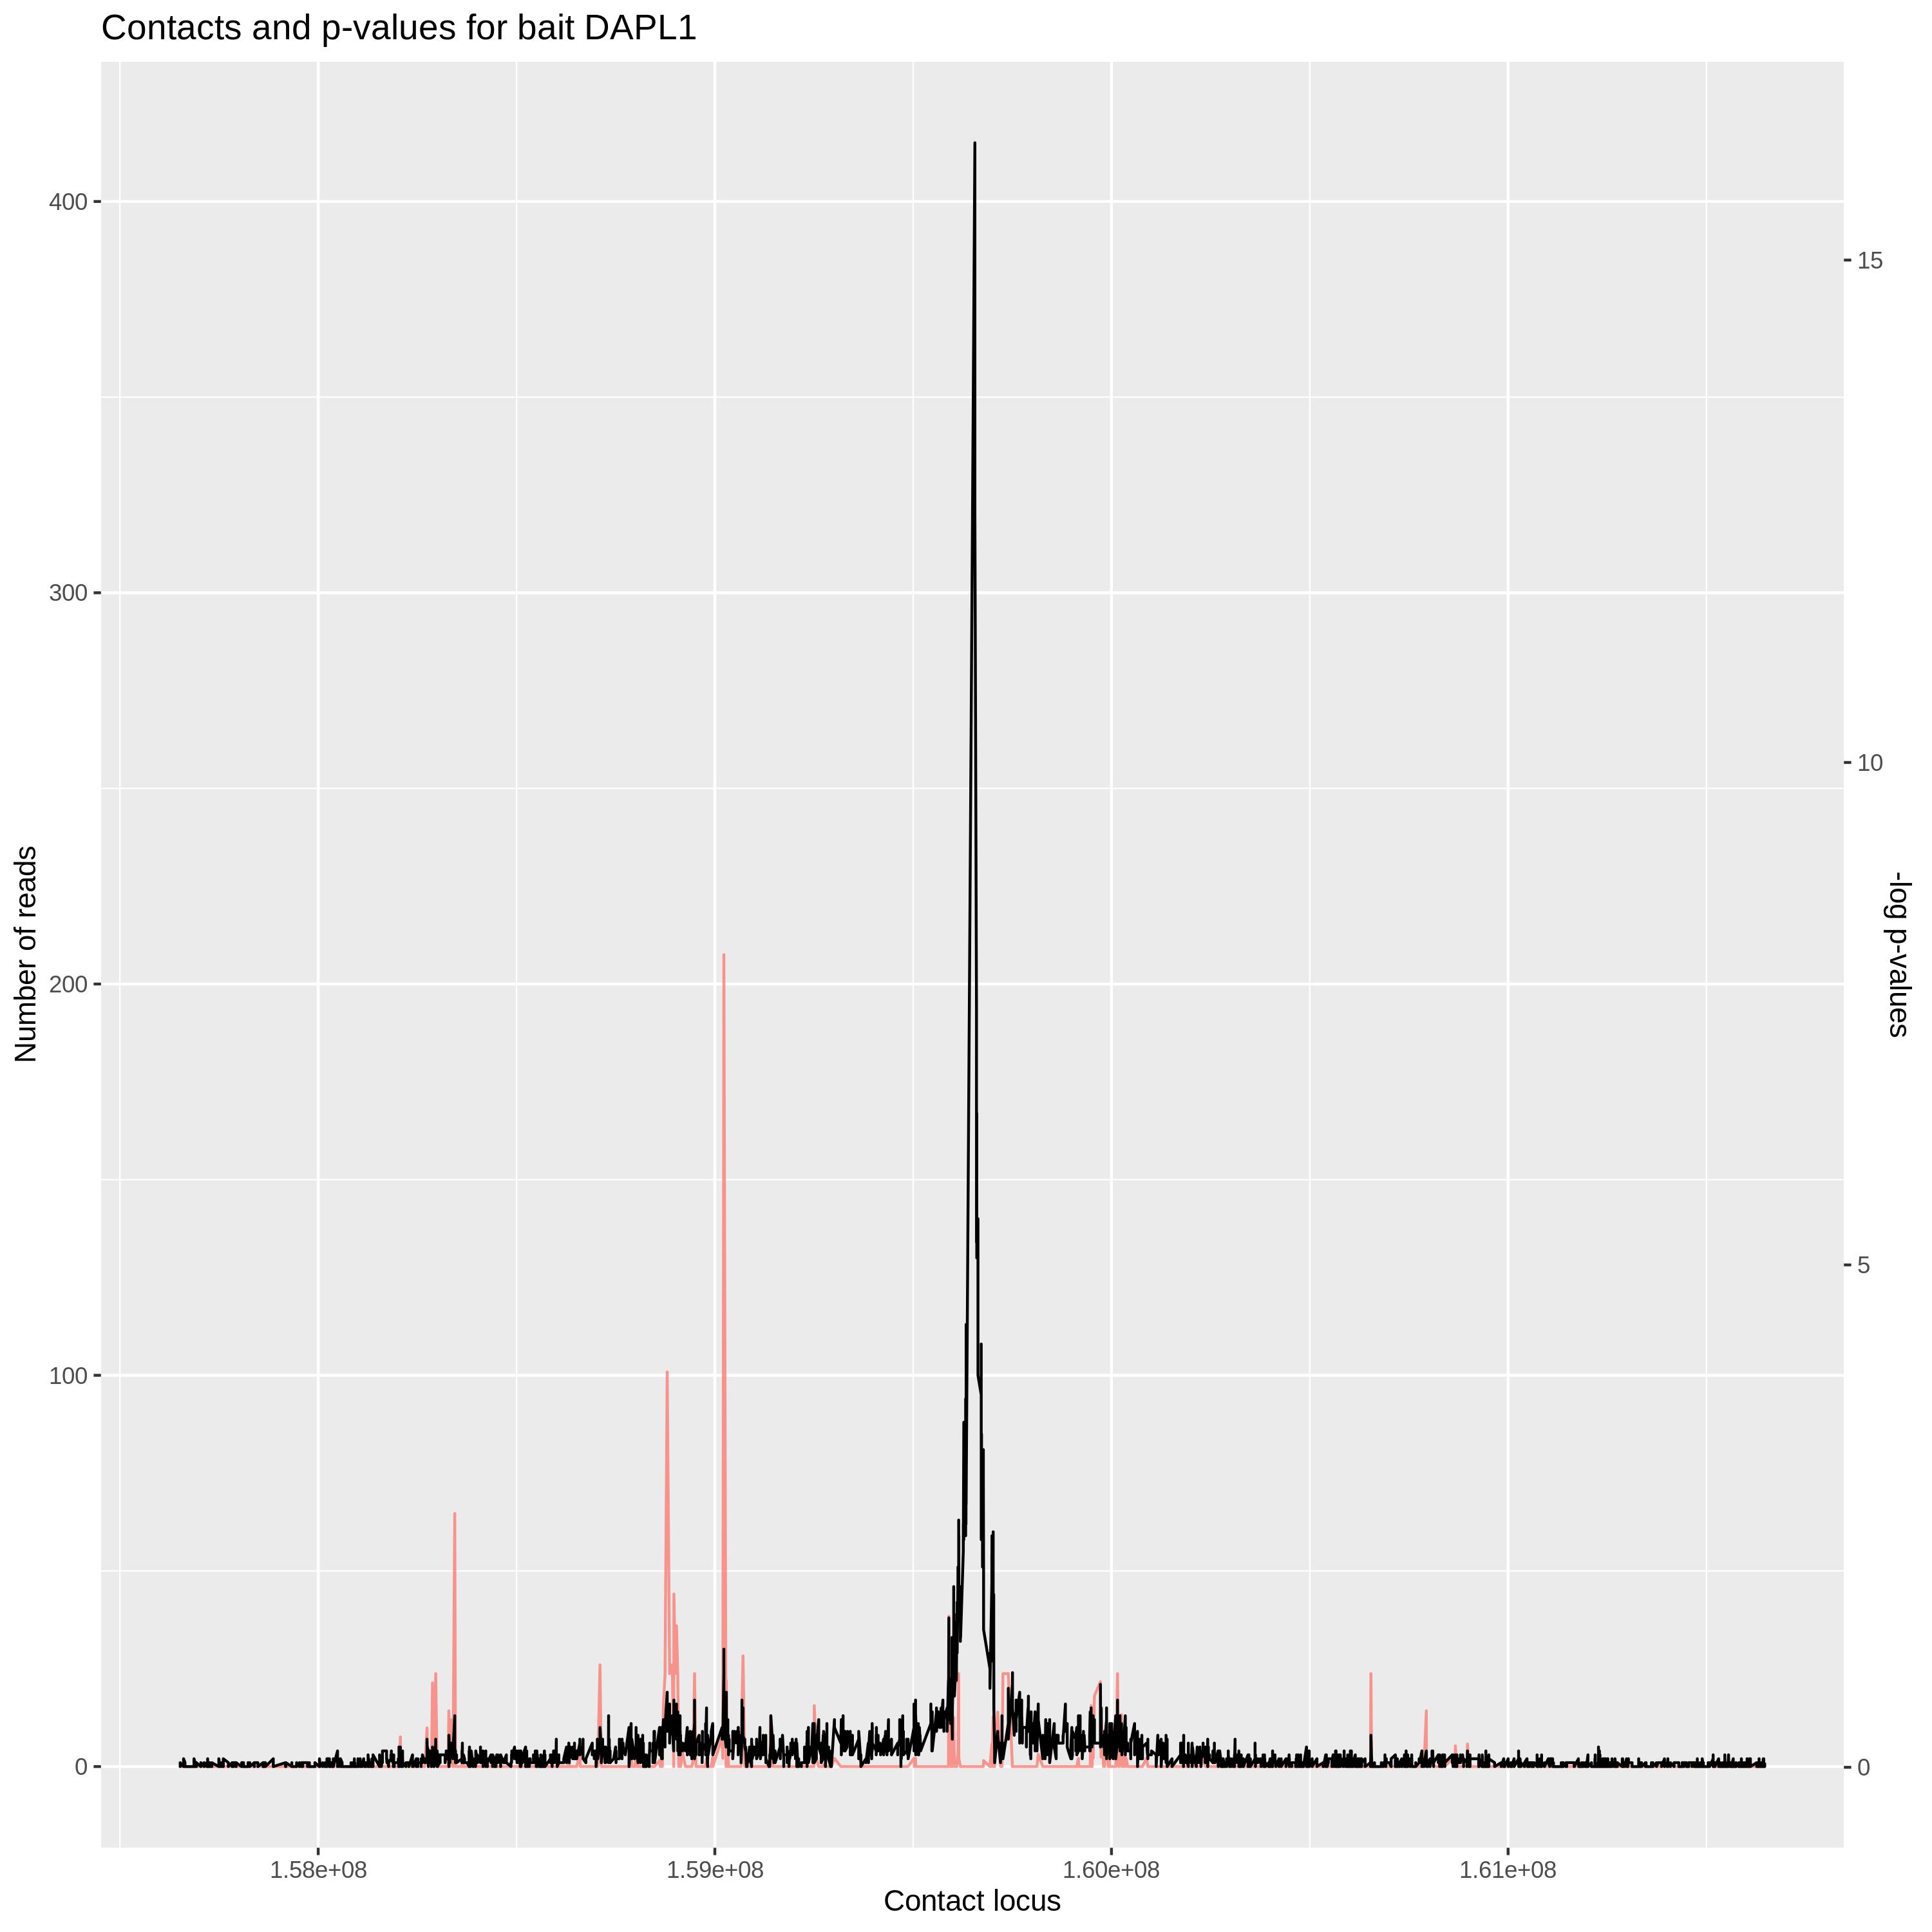 Contacts and p-values for bait DAPL1
400
300
200
100
0
15
10
5
0
Number of reads
-log p-values
1.58e+08
1.59e+08
1.60e+08
1.61e+08
Contact locus